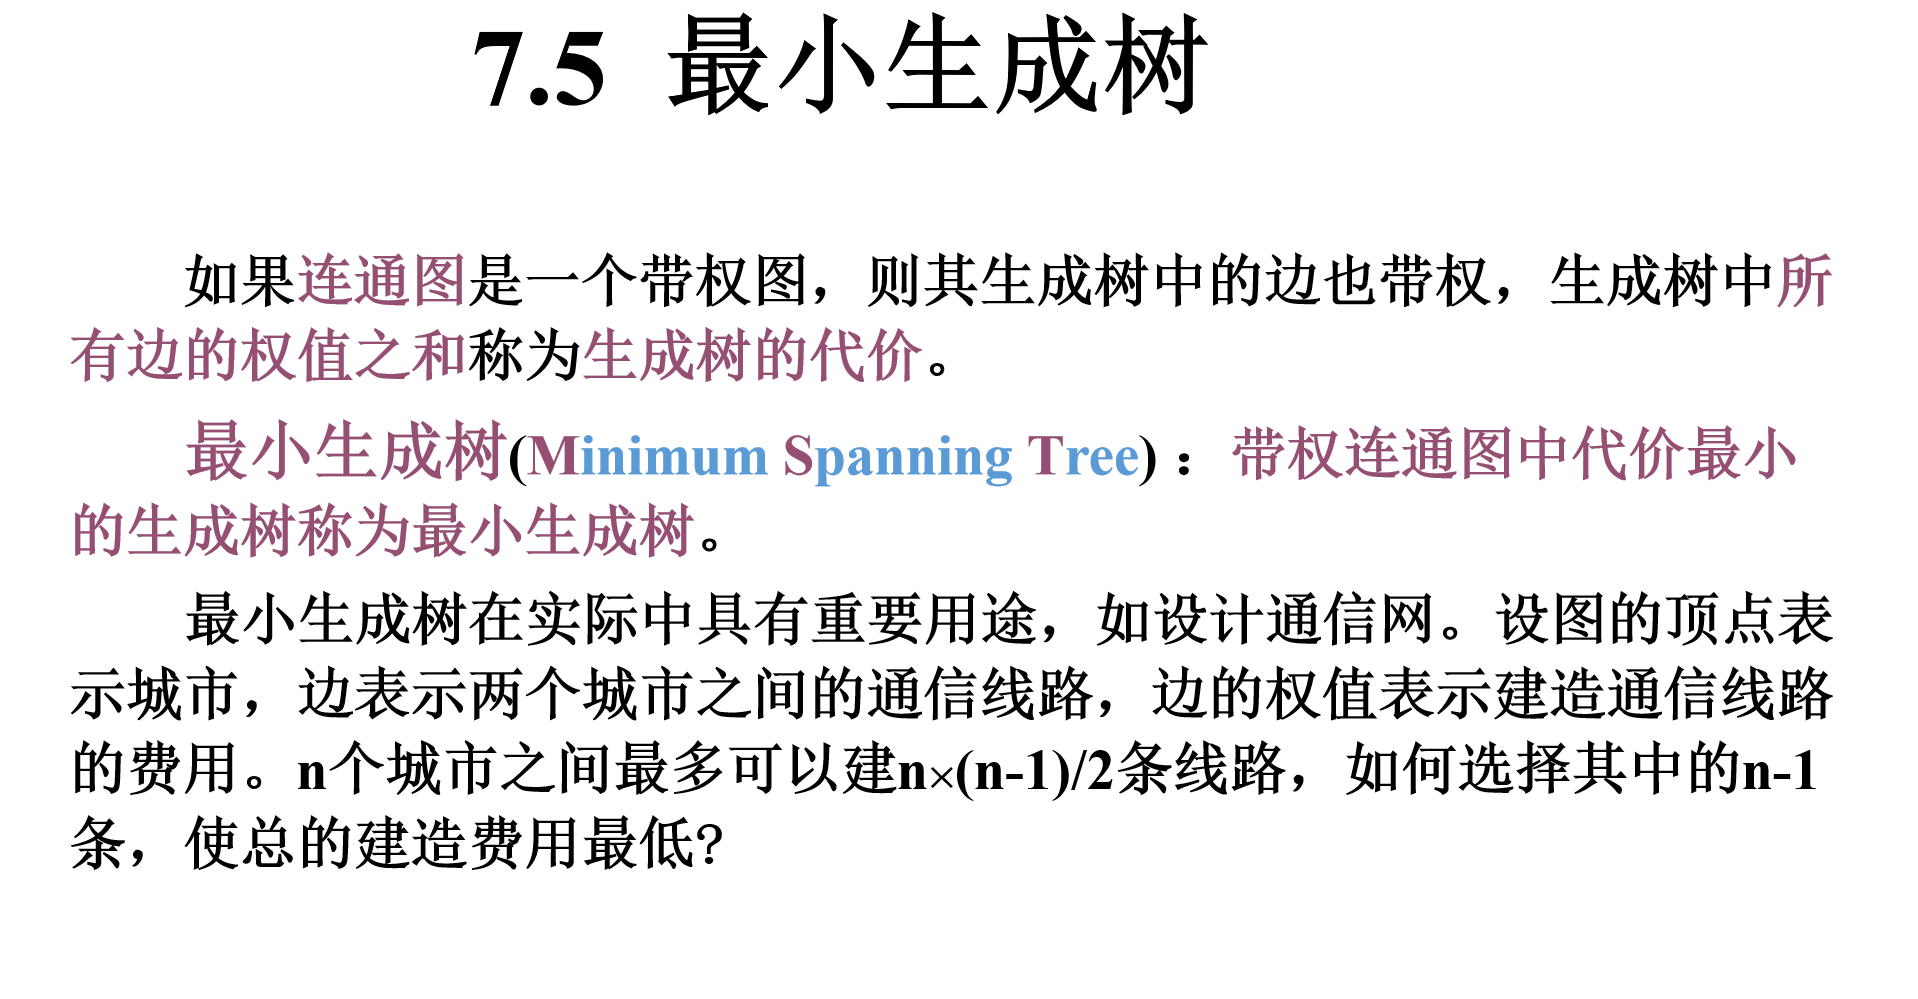 7.5 最小生成树
如果连通图是一个带权图，则其生成树中的边也带权，生成树中所
有边的权值之和称为生成树的代价。
最小生成树(Minimum Spanning Tree)：带权连通图中代价最小
的生成树称为最小生成树。
最小生成树在实际中具有重要用途，如设计通信网。设图的顶点表
示城市，边表示两个城市之间的通信线路，边的权值表示建造通信线路
的费用。n个城市之间最多可以建n×(n-1)/2条线路，如何选择其中的n-1
条，使总的建造费用最低?